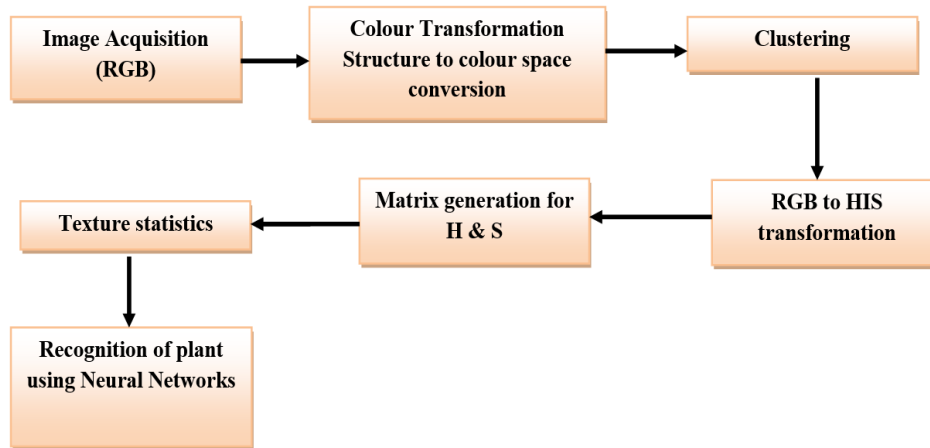 Image Acquisition
(RGB)
Colour Transformation
Structure to colour space
conversion
Clustering
RGB to HIS
transformation
Matrix generation for
H & S
Texture statistics
Recognition of plant
using Neural Networks